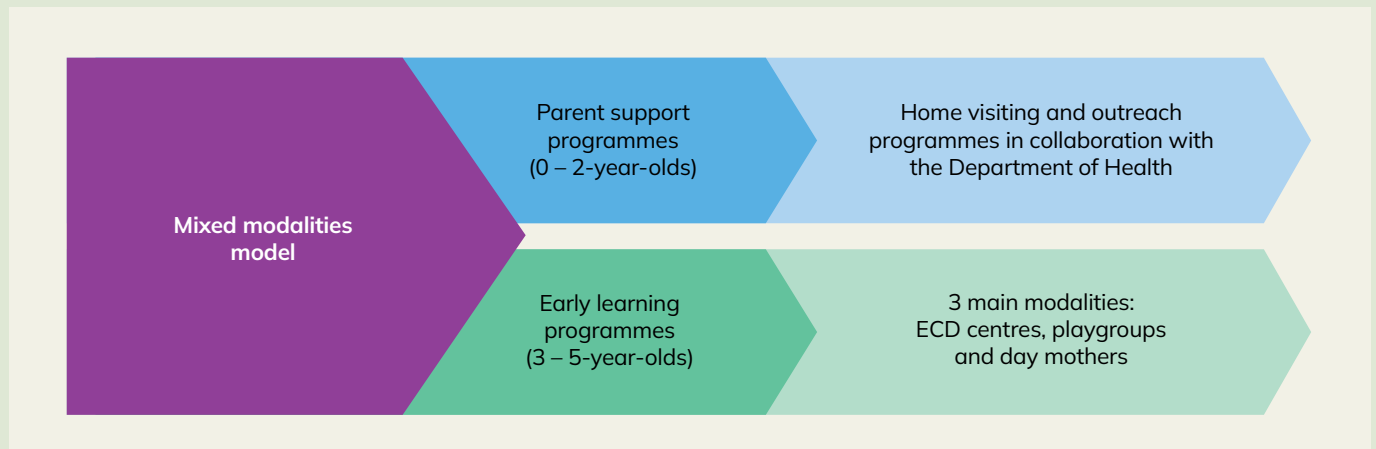 Mixed modalities
model
Parent support
programmes
(0 – 2-year-olds)
Home visiting and outreach
programmes in collaboration with
the Department of Health
Early learning
programmes
(3 – 5-year-olds)
3 main modalities:
ECD centres, playgroups
and day mothers